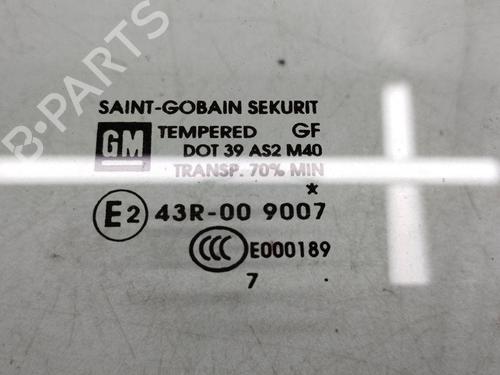 B-PARTS
SAINT-GOBAIN SEKURIT
GM TEMPERED GF
DOT 39 AS2 M40
TRANSP. 70% MIN
*
E2 43R-00 9007
CCC E000189
7